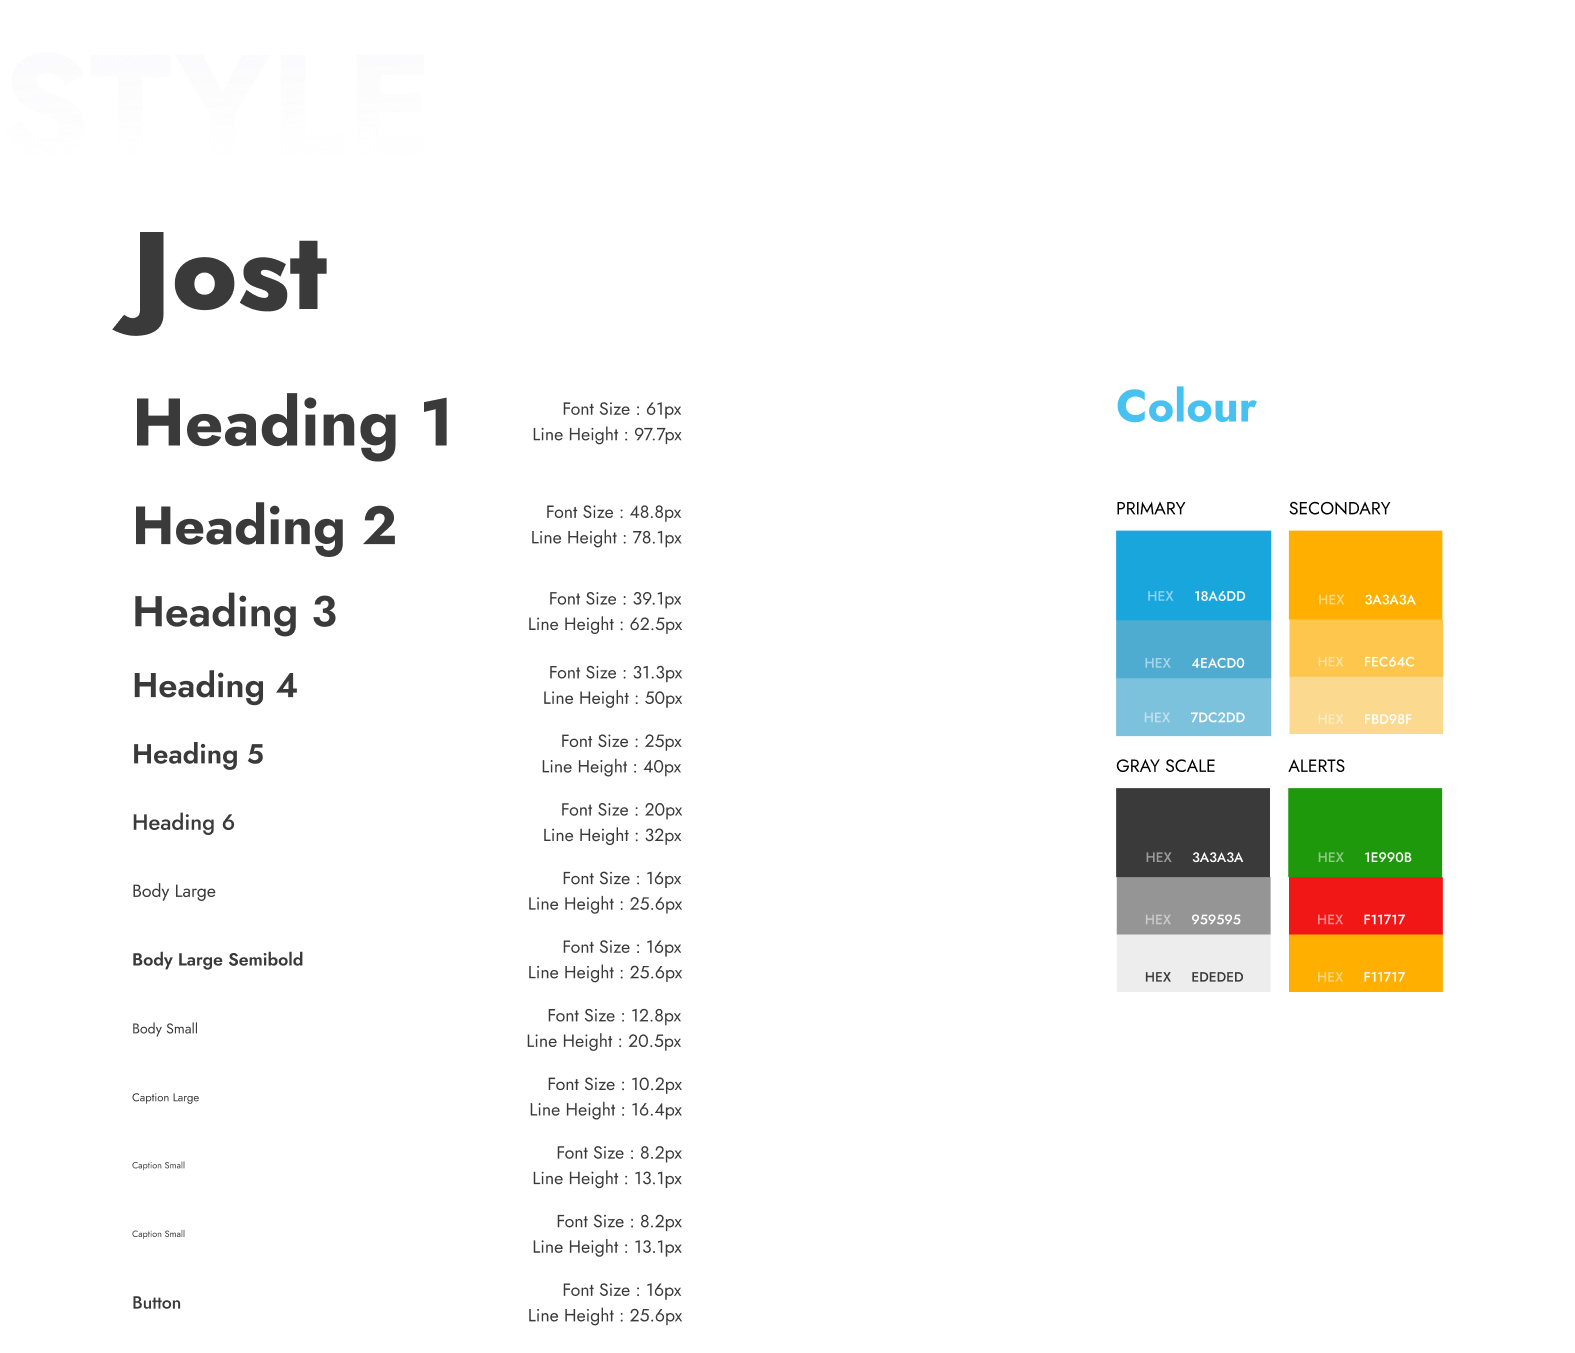 STYLE
Jost
Heading 1
Font Size : 61px
Line Height : 97.7px
Heading 2
Font Size : 48.8px
Line Height : 78.1px
Heading 3
Font Size : 39.1px
Line Height : 62.5px
Heading 4
Font Size : 31.3px
Line Height : 50px
Heading 5
Font Size : 25px
Line Height : 40px
Heading 6
Font Size : 20px
Line Height : 32px
Body Large
Font Size : 16px
Line Height : 25.6px
Body Large Semibold
Font Size : 16px
Line Height : 25.6px
Body Small
Font Size : 12.8px
Line Height : 20.5px
Caption Large
Font Size : 10.2px
Line Height : 16.4px
Caption Small
Font Size : 8.2px
Line Height : 13.1px
Caption Small
Font Size : 8.2px
Line Height : 13.1px
Button
Font Size : 16px
Line Height : 25.6px
Colour
PRIMARY
HEX 18A6DD
HEX 4EACD0
HEX 7DC2DD
SECONDARY
HEX 3A3A3A
HEX FEC64C
HEX FBD98F
GRAY SCALE
HEX 3A3A3A
HEX 959595
HEX EDEDED
ALERTS
HEX 1E990B
HEX F11717
HEX F11717